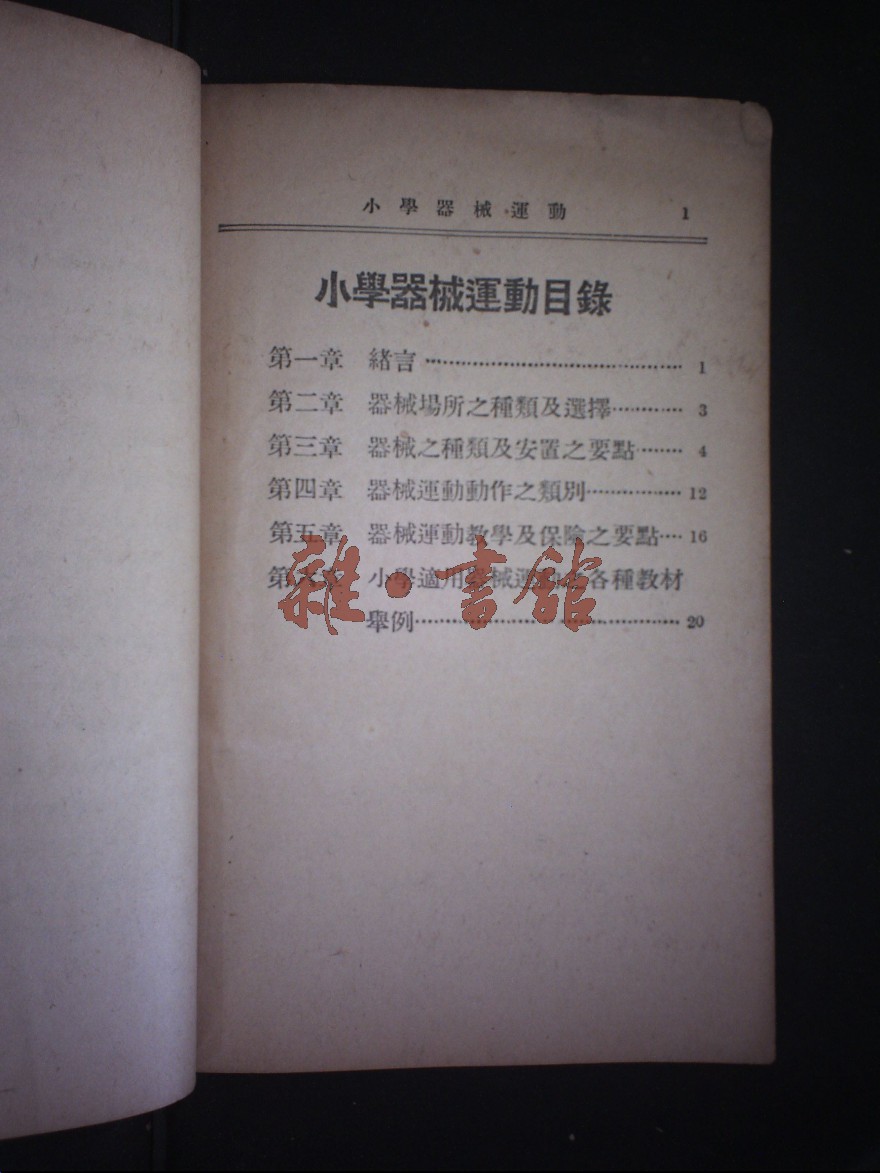 小學器械運動 1
小學器械運動目錄
第一章 緒言……………………………………1
第二章 器械場所之種類及選擇…………3
第三章 器械之種類及安置之要點……4
第四章 器械運動動作之類別……………12
第五章 器械運動教學及保險之要點…16
第六章 小學適用器械運動 各種教材
舉例……………………………………20
雜·書館